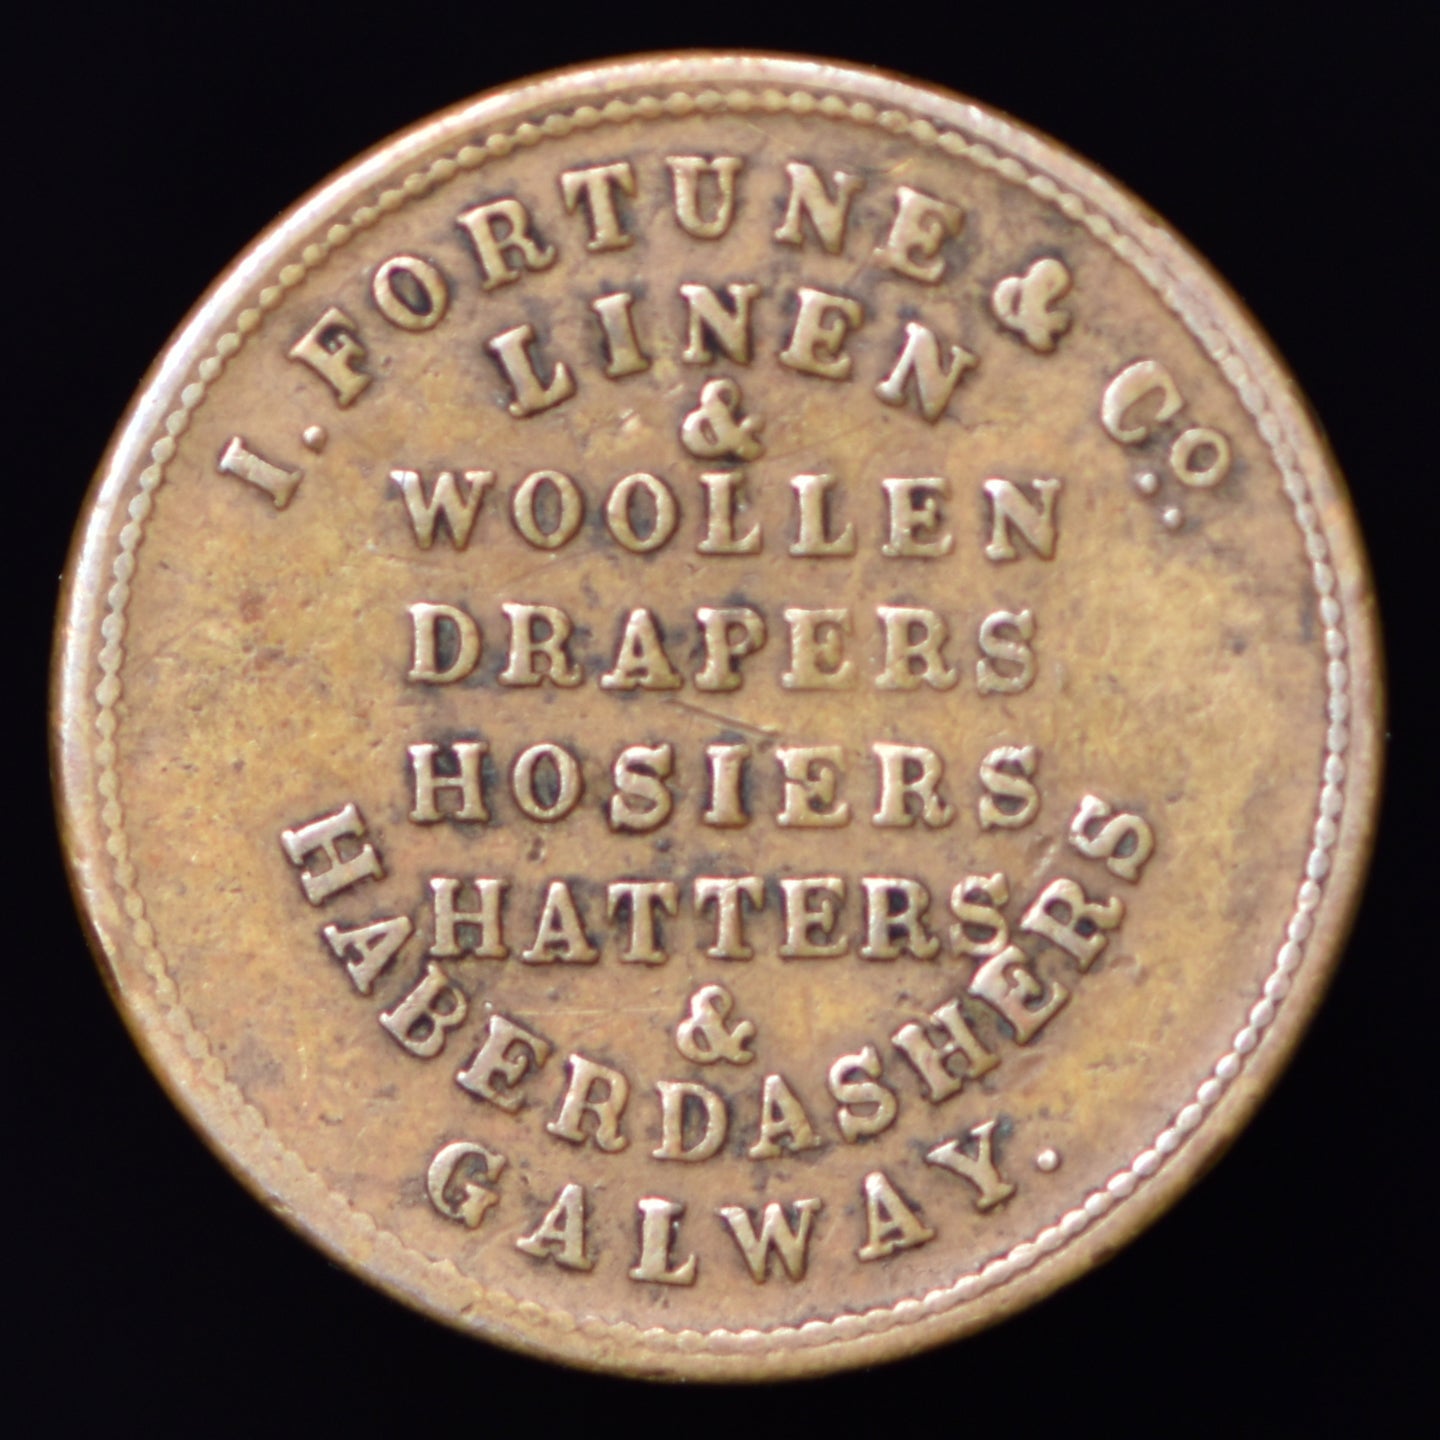 I. FORTUNE & Co.
LINEN
&
WOOLLEN
DRAPERS
HOSIERS
HATTERS
&
HABERDASHERS
GALWAY.